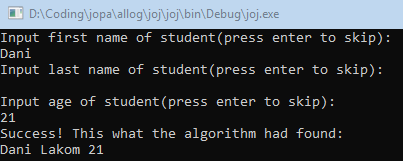 D:\Coding\jopa\allog\joj\joj\bin\Debug\joj.exe
Input first name of student(press enter to skip):
Dani
Input last name of student(press enter to skip):
Input age of student(press enter to skip):
21
Success! This what the algorithm had found:
Dani Lakom 21